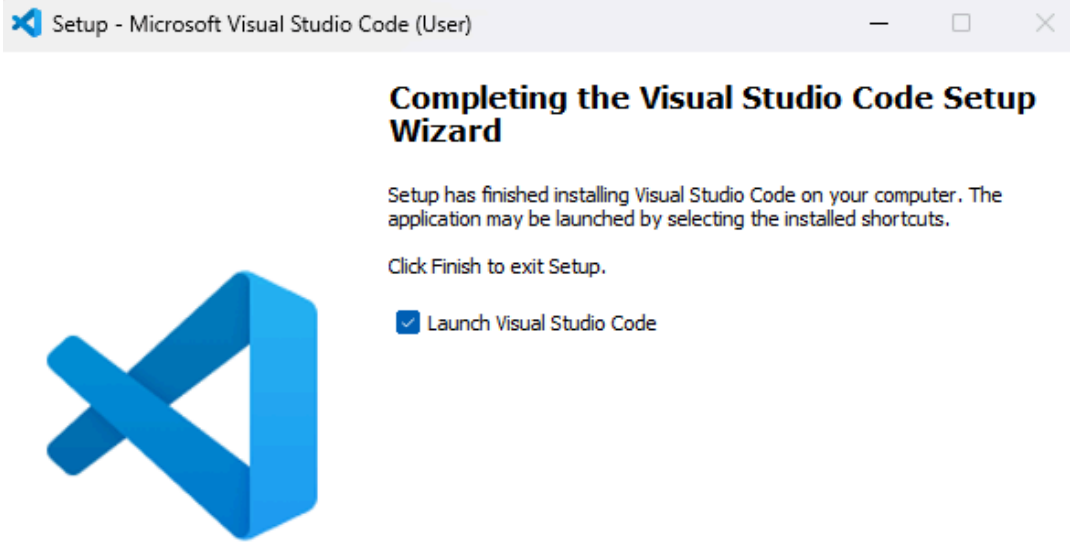 Setup - Microsoft Visual Studio Code (User)
Completing the Visual Studio Code Setup
Wizard
Setup has finished installing Visual Studio Code on your computer. The
application may be launched by selecting the installed shortcuts.
Click Finish to exit Setup.
Launch Visual Studio Code